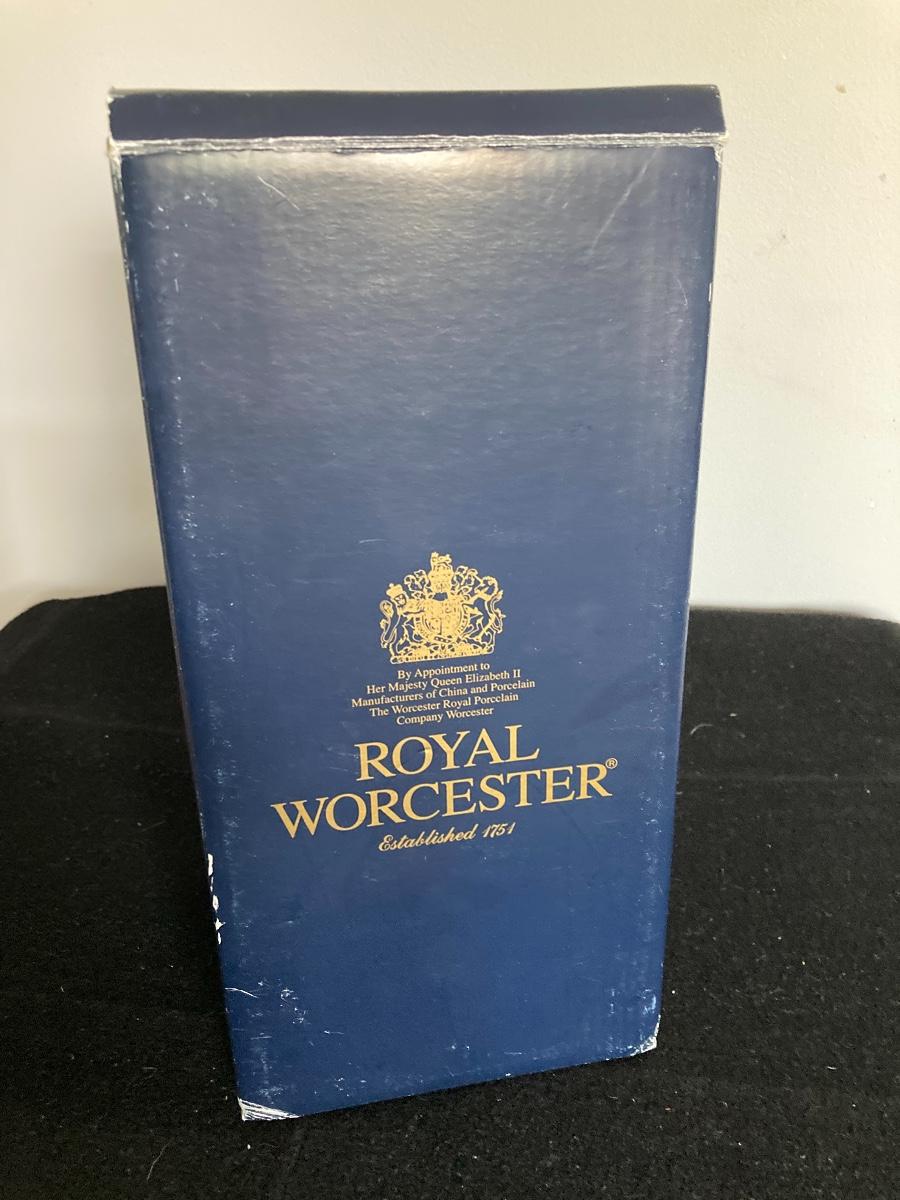 By Appointment to
Her Majesty Queen Elizabeth II
Manufacturers of China and Porcelain
The Worcester Royal Porcelain
Company Worcester
ROYAL
WORCESTER®
Established 1751